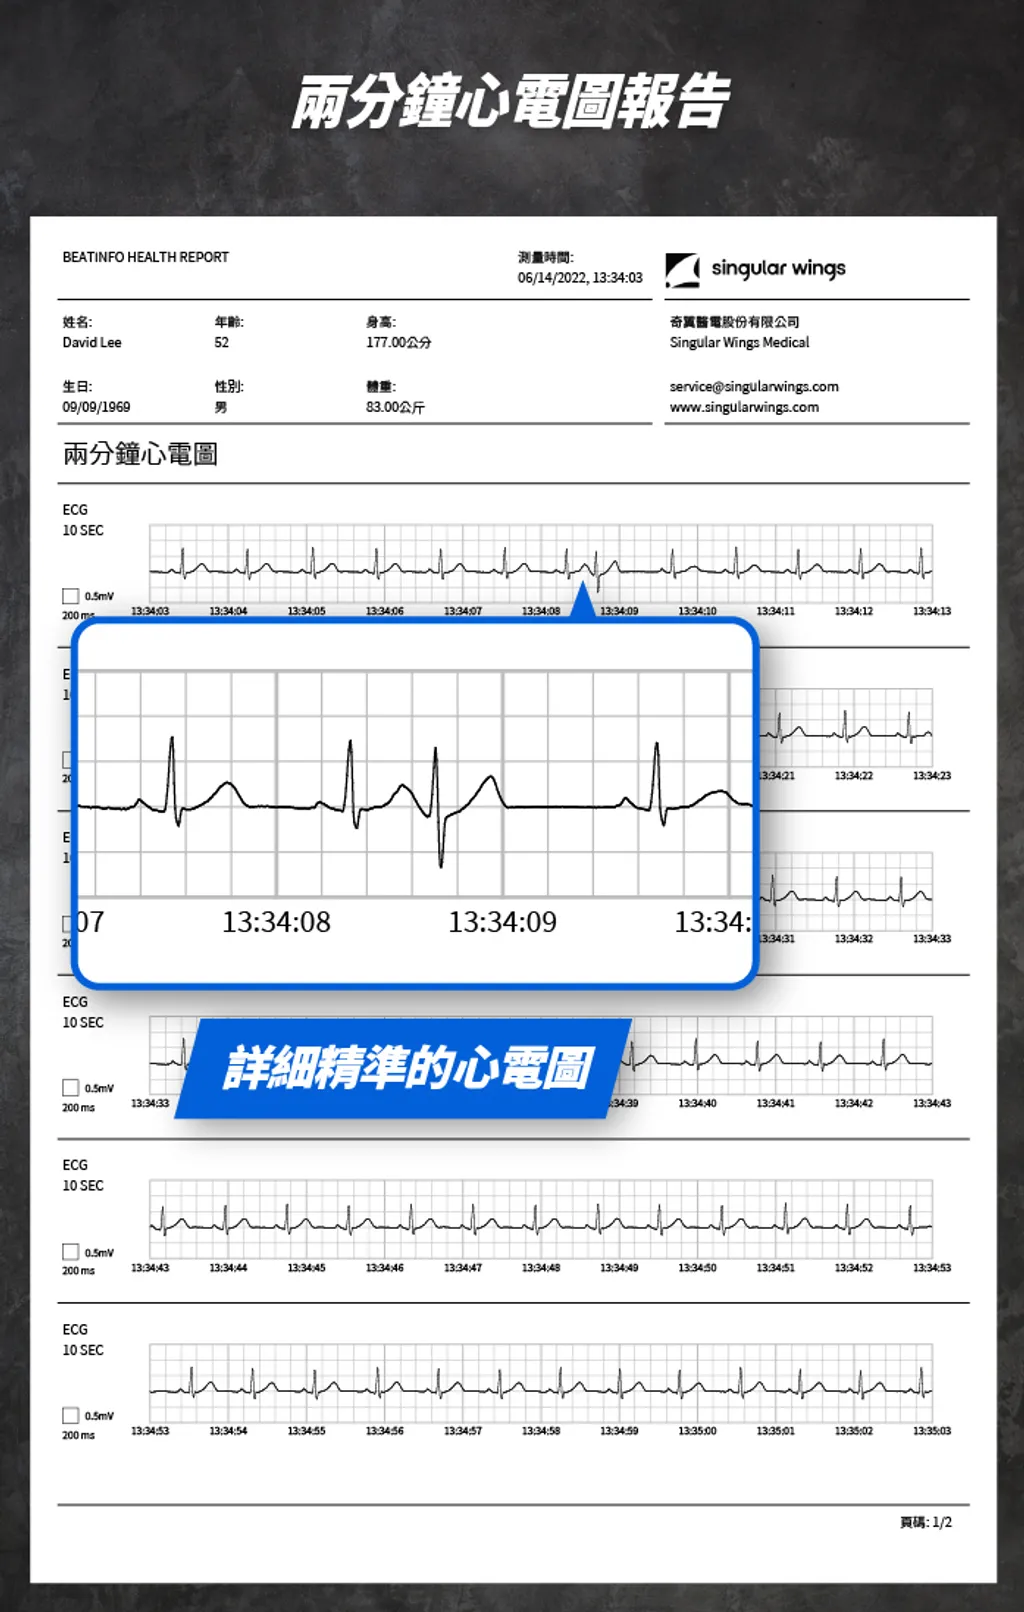 兩分鐘心電圖報告
BEATINFO HEALTH REPORT
測量時間:
06/14/2022, 13:34:03
singular wings
姓名:
David Lee
年齡:
52
身高:
177.00公分
奇翼醫電股份有限公司
Singular Wings Medical
生日:
09/09/1969
性別:
男
體重:
83.00公斤
service@singularwings.com
www.singularwings.com
兩分鐘心電圖
ECG
10 SEC
0.5mV
200 ms
13:34:03 13:34:04 13:34:05 13:34:06 13:34:07 13:34:08 13:34:09 13:34:10 13:34:11 13:34:12 13:34:13
13:34:21 13:34:22 13:34:23
07 13:34:08 13:34:09 13:34:
13:34:31 13:34:32 13:34:33
ECG
10 SEC
0.5mV
200 ms
13:34:33 :34:39 13:34:40 13:34:41 13:34:42 13:34:43
詳細精準的心電圖
ECG
10 SEC
0.5mV
200 ms
13:34:43 13:34:44 13:34:45 13:34:46 13:34:47 13:34:48 13:34:49 13:34:50 13:34:51 13:34:52 13:34:53
ECG
10 SEC
0.5mV
200 ms
13:34:53 13:34:54 13:34:55 13:34:56 13:34:57 13:34:58 13:34:59 13:35:00 13:35:01 13:35:02 13:35:03
頁碼: 1/2